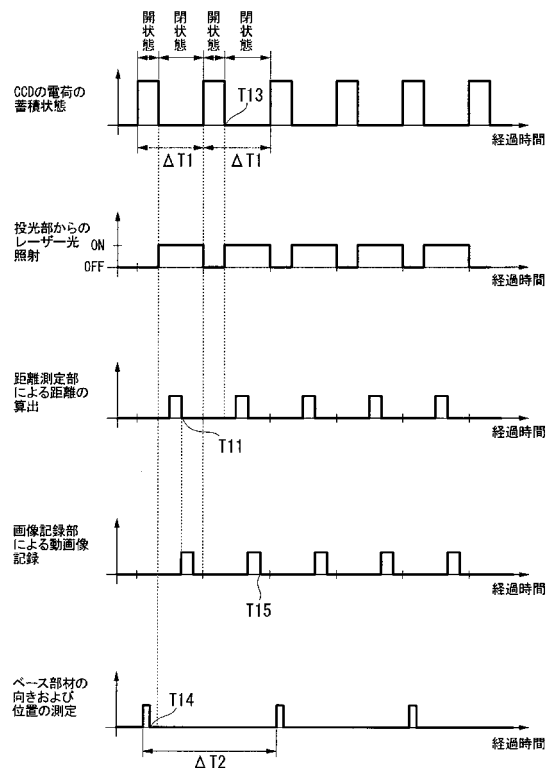 開状態
閉状態
開状態
閉状態
CCDの電荷の
蓄積状態
T13
経過時間
ΔT1
ΔT1
投光部からの
レーザー光
照射
ON
OFF
経過時間
距離測定部
による距離の
算出
T11
経過時間
画像記録部
による動画像
記録
T15
経過時間
ベース部材の
向きおよび
位置の測定
T14
経過時間
ΔT2